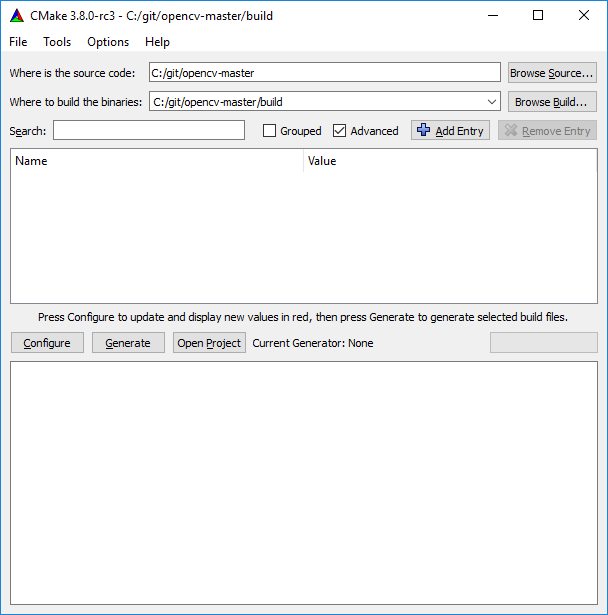 CMake 3.8.0-rc3 - C:/git/opencv-master/build
File Tools Options Help
Where is the source code: C:/git/opencv-master Browse Source...
Where to build the binaries: C:/git/opencv-master/build Browse Build...
Search: Grouped Advanced Add Entry Remove Entry
Name Value
Press Configure to update and display new values in red, then press Generate to generate selected build files.
Configure Generate Open Project Current Generator: None